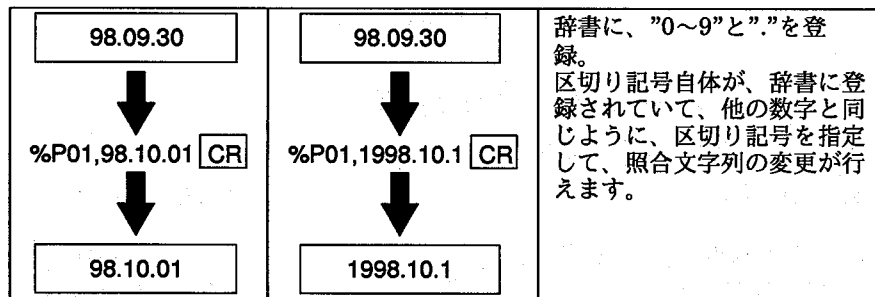 98.09.30
%P01,98.10.01 CR
98.10.01
98.09.30
%P01,1998.10.1 CR
1998.10.1
辞書に、”0〜9”と”.”を登
録。
区切り記号自体が、辞書に登
録されていて、他の数字と同
じように、区切り記号を指定
して、照合文字列の変更が行
えます。